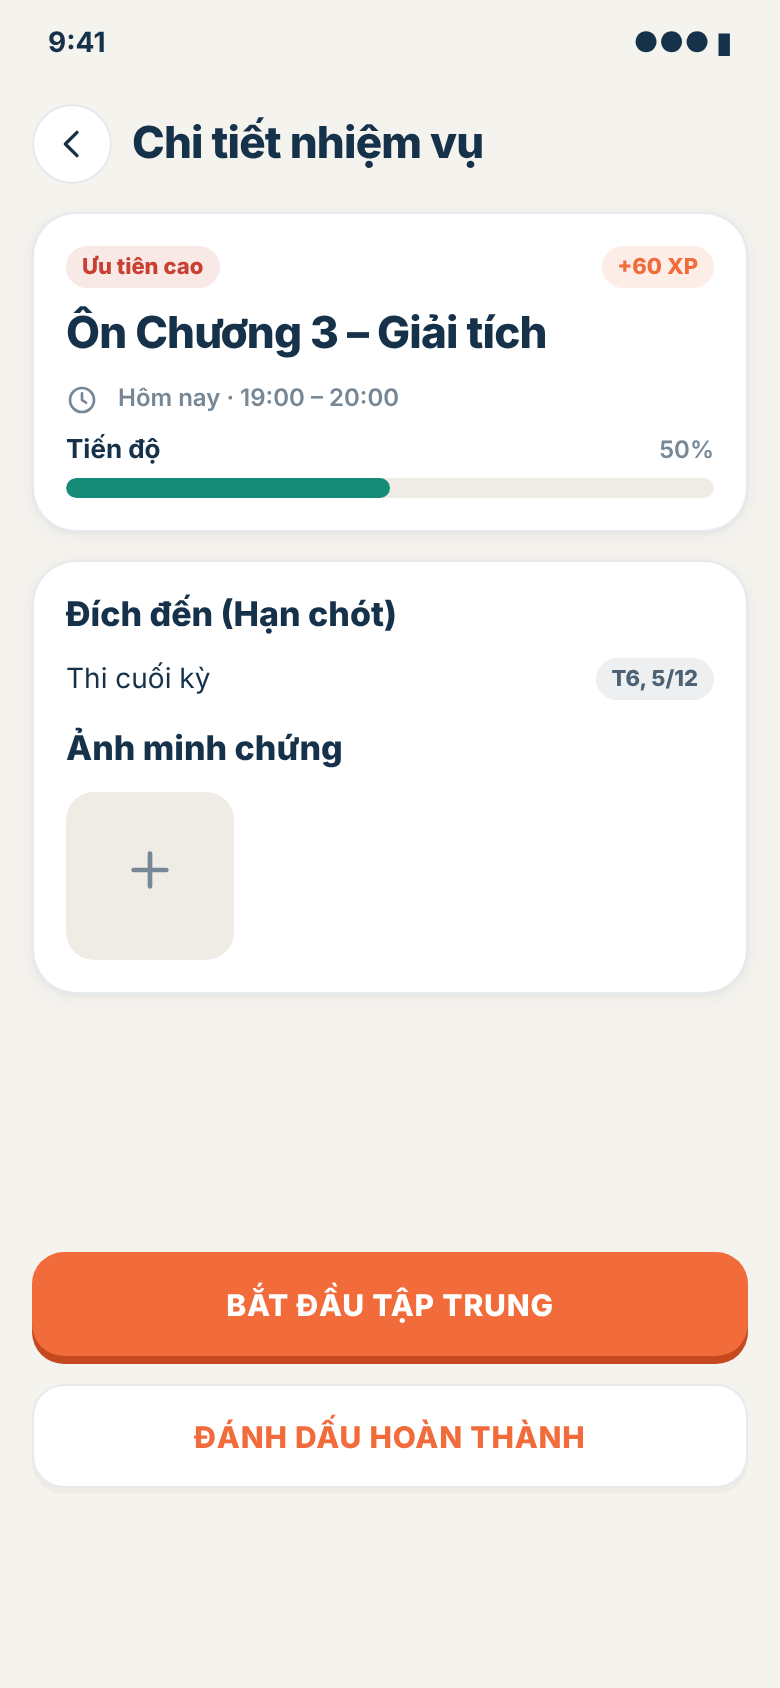 9:41
Chi tiết nhiệm vụ
Ưu tiên cao
+60 XP
Ôn Chương 3 – Giải tích
Hôm nay · 19:00 – 20:00
Tiến độ
50%
Đích đến (Hạn chót)
Thi cuối kỳ
T6, 5/12
Ảnh minh chứng
BẮT ĐẦU TẬP TRUNG
ĐÁNH DẤU HOÀN THÀNH